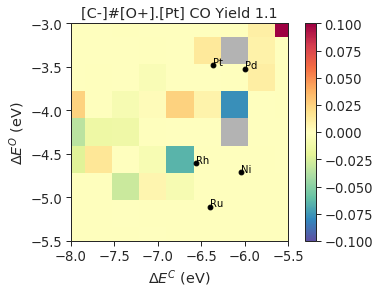 [C-]#[O+].[Pt] CO Yield 1.1
−3.0
−3.5
−4.0
−4.5
−5.0
−5.5
ΔE^O (eV)
Pt
Pd
Rh
Ni
Ru
−8.0 −7.5 −7.0 −6.5 −6.0 −5.5
ΔE^C (eV)
0.100
0.075
0.050
0.025
0.000
−0.025
−0.050
−0.075
−0.100